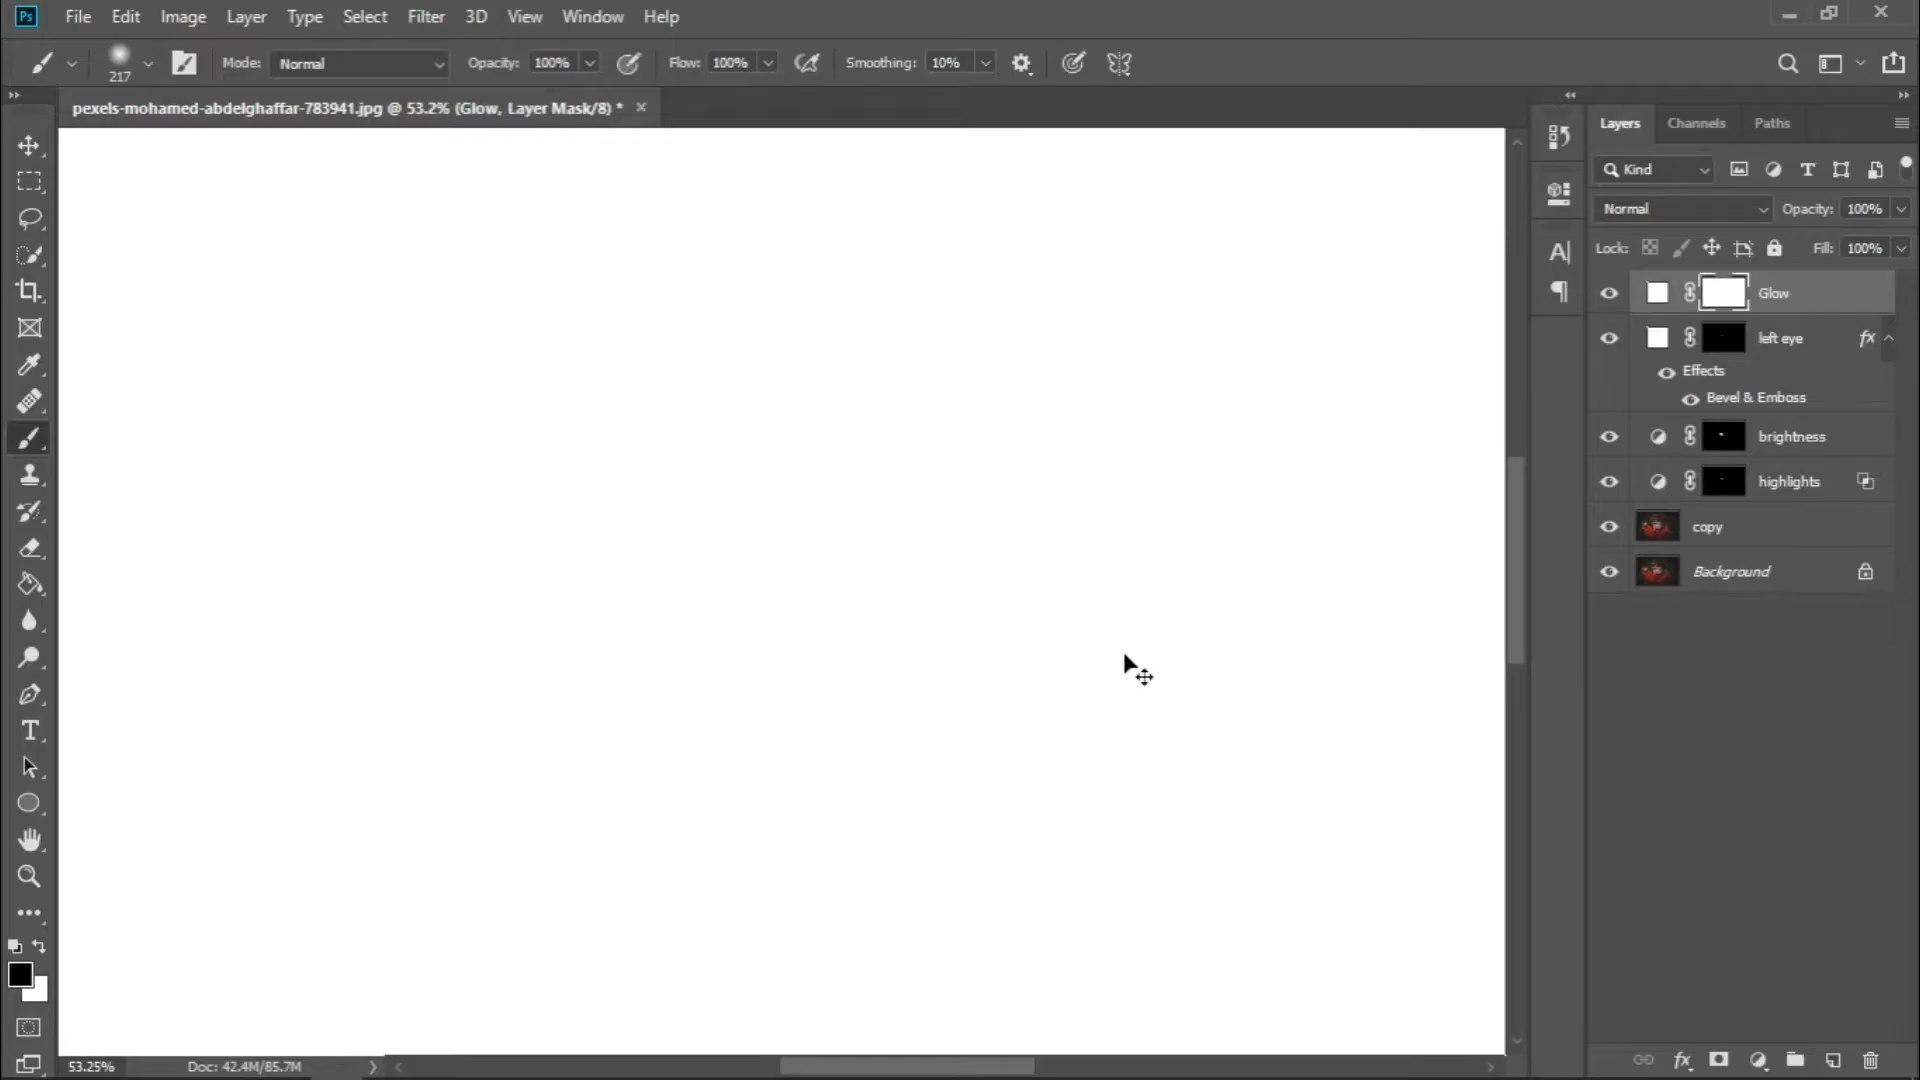 Ps File Edit Image Layer Type Select Filter 3D View Window Help
217 Mode: Normal Opacity: 100% Flow: 100% Smoothing: 10%
pexels-mohamed-abdelghaffar-783941.jpg @ 53.2% (Glow, Layer Mask/8) *
Layers Channels Paths
Kind
Normal Opacity: 100%
Lock: Fill: 100%
Glow
left eye fx
Effects
Bevel & Emboss
brightness
highlights
copy
Background
53.25% Doc: 42.4M/85.7M
fx